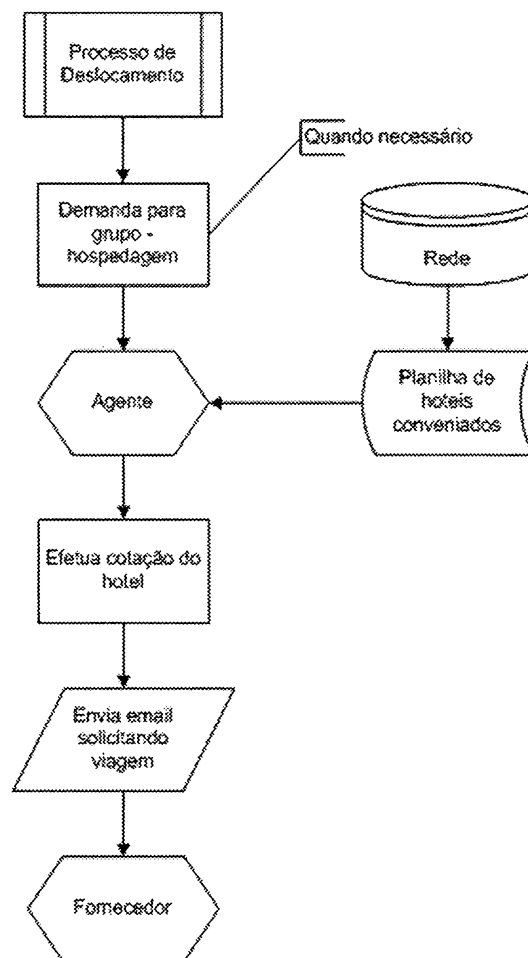 Processo de
Deslocamento
Quando necessário
Demanda para
grupo -
hospedagem
Rede
Agente
Planilha de
hoteis
conveniados
Efetua cotação do
hotel
Envia email
solicitando
viagem
Fornecedor